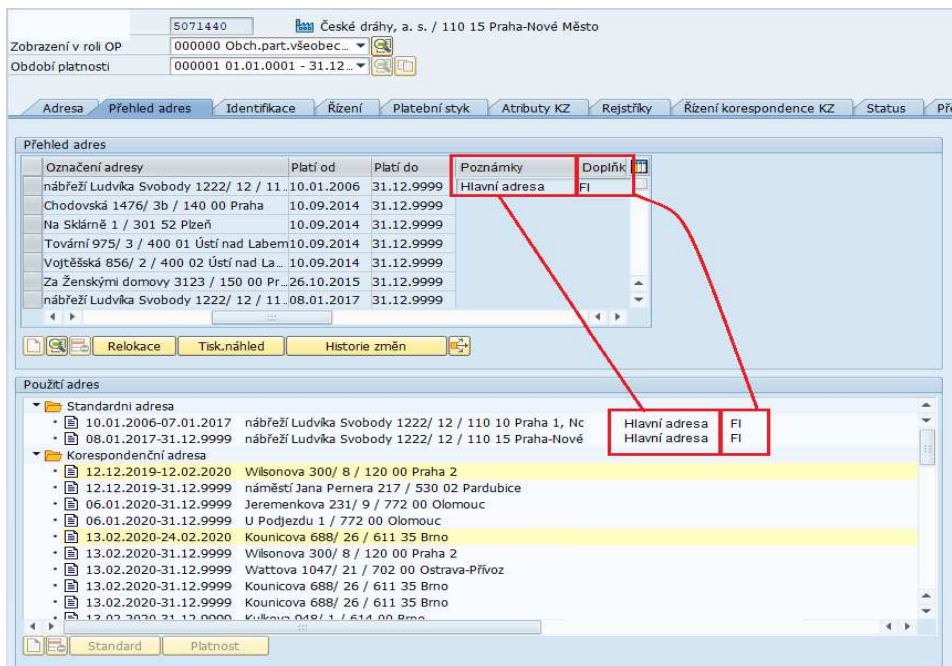 5071440 České dráhy, a. s. / 110 15 Praha-Nové Město
Zobrazení v roli OP 000000 Obch.part.všeobec...
Období platnosti 000001 01.01.0001 - 31.12...
Adresa Přehled adres Identifikace Řízení Platební styk Atributy KZ Rejstříky Řízení korespondence KZ Status Pře
Přehled adres
Označení adresy Platí od Platí do Poznámky Doplňk
nábřeží Ludvíka Svobody 1222/ 12 / 11.. 10.01.2006 31.12.9999 Hlavní adresa FI
Chodovská 1476/ 3b / 140 00 Praha 10.09.2014 31.12.9999
Na Sklárně 1 / 301 52 Plzeň 10.09.2014 31.12.9999
Tovární 975/ 3 / 400 01 Ústí nad Labem 10.09.2014 31.12.9999
Vojtěšská 856/ 2 / 400 02 Ústí nad La.. 10.09.2014 31.12.9999
Za Ženskými domovy 3123 / 150 00 Pr.. 26.10.2015 31.12.9999
nábřeží Ludvíka Svobody 1222/ 12 / 11.. 08.01.2017 31.12.9999
Relokace Tisk.náhled Historie změn
Použití adres
Standardni adresa
10.01.2006-07.01.2017 nábřeží Ludvíka Svobody 1222/ 12 / 110 10 Praha 1, Nc Hlavní adresa FI
08.01.2017-31.12.9999 nábřeží Ludvíka Svobody 1222/ 12 / 110 15 Praha-Nové Hlavní adresa FI
Korespondenční adresa
12.12.2019-12.02.2020 Wilsonova 300/ 8 / 120 00 Praha 2
12.12.2019-31.12.9999 náměstí Jana Pernera 217 / 530 02 Pardubice
06.01.2020-31.12.9999 Jeremenkova 231/ 9 / 772 00 Olomouc
06.01.2020-31.12.9999 U Podjezdu 1 / 772 00 Olomouc
13.02.2020-24.02.2020 Kounicova 688/ 26 / 611 35 Brno
13.02.2020-31.12.9999 Wilsonova 300/ 8 / 120 00 Praha 2
13.02.2020-31.12.9999 Wattova 1047/ 21 / 702 00 Ostrava-Přívoz
13.02.2020-31.12.9999 Kounicova 688/ 26 / 611 35 Brno
13.02.2020-31.12.9999 Kounicova 688/ 26 / 611 35 Brno
13.02.2020-31.12.9999 Kulkova 948/ 1 / 614 00 Brno
Standard Platnost